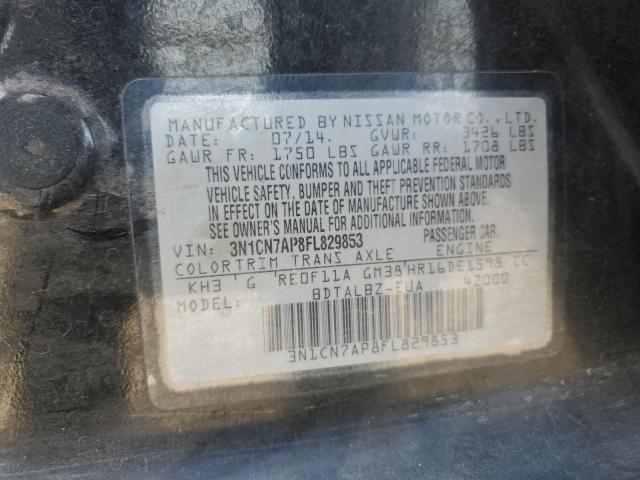 MANUFACTURED BY NISSAN MOTOR CO., LTD.
DATE: 07/14. GVWR: 3426 LBS
GAWR FR: 1750 LBS GAWR RR: 1708 LBS
THIS VEHICLE CONFORMS TO ALL APPLICABLE FEDERAL MOTOR
VEHICLE SAFETY, BUMPER AND THEFT PREVENTION STANDARDS
IN EFFECT ON THE DATE OF MANUFACTURE SHOWN ABOVE.
SEE OWNER'S MANUAL FOR ADDITIONAL INFORMATION.
VIN: 3N1CN7AP8FL829853 PASSENGER CAR.
COLORTRIM TRANS AXLE ENGINE
KH3 ' G 'RE0F11A GM38'HR16DE1598 CC
MODEL: BDTALBZ-EUA 4Z000
3N1CN7AP8FL829853